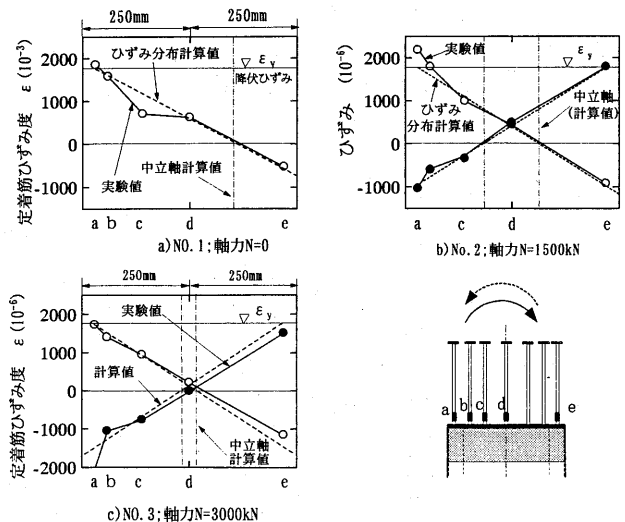 250mm 250mm
定着筋ひずみ度 ε (10⁻³)
2000
1000
0
-1000
ひずみ分布計算値
▽ εy
降伏ひずみ
実験値
中立軸計算値
a b c d e
a)NO.1;軸力N=0
ひずみ (10⁻⁶)
2000
1000
0
-1000
実験値
▽ εy
ひずみ
分布計算値
中立軸
(計算値)
a b c d e
b)No.2;軸力N=1500kN
250mm 250mm
定着筋ひずみ度 ε (10⁻⁶)
2000
1000
0
-1000
-2000
実験値
▽ εy
計算値
中立軸
計算値
a b c d e
c)NO.3;軸力N=3000kN
a b c d e